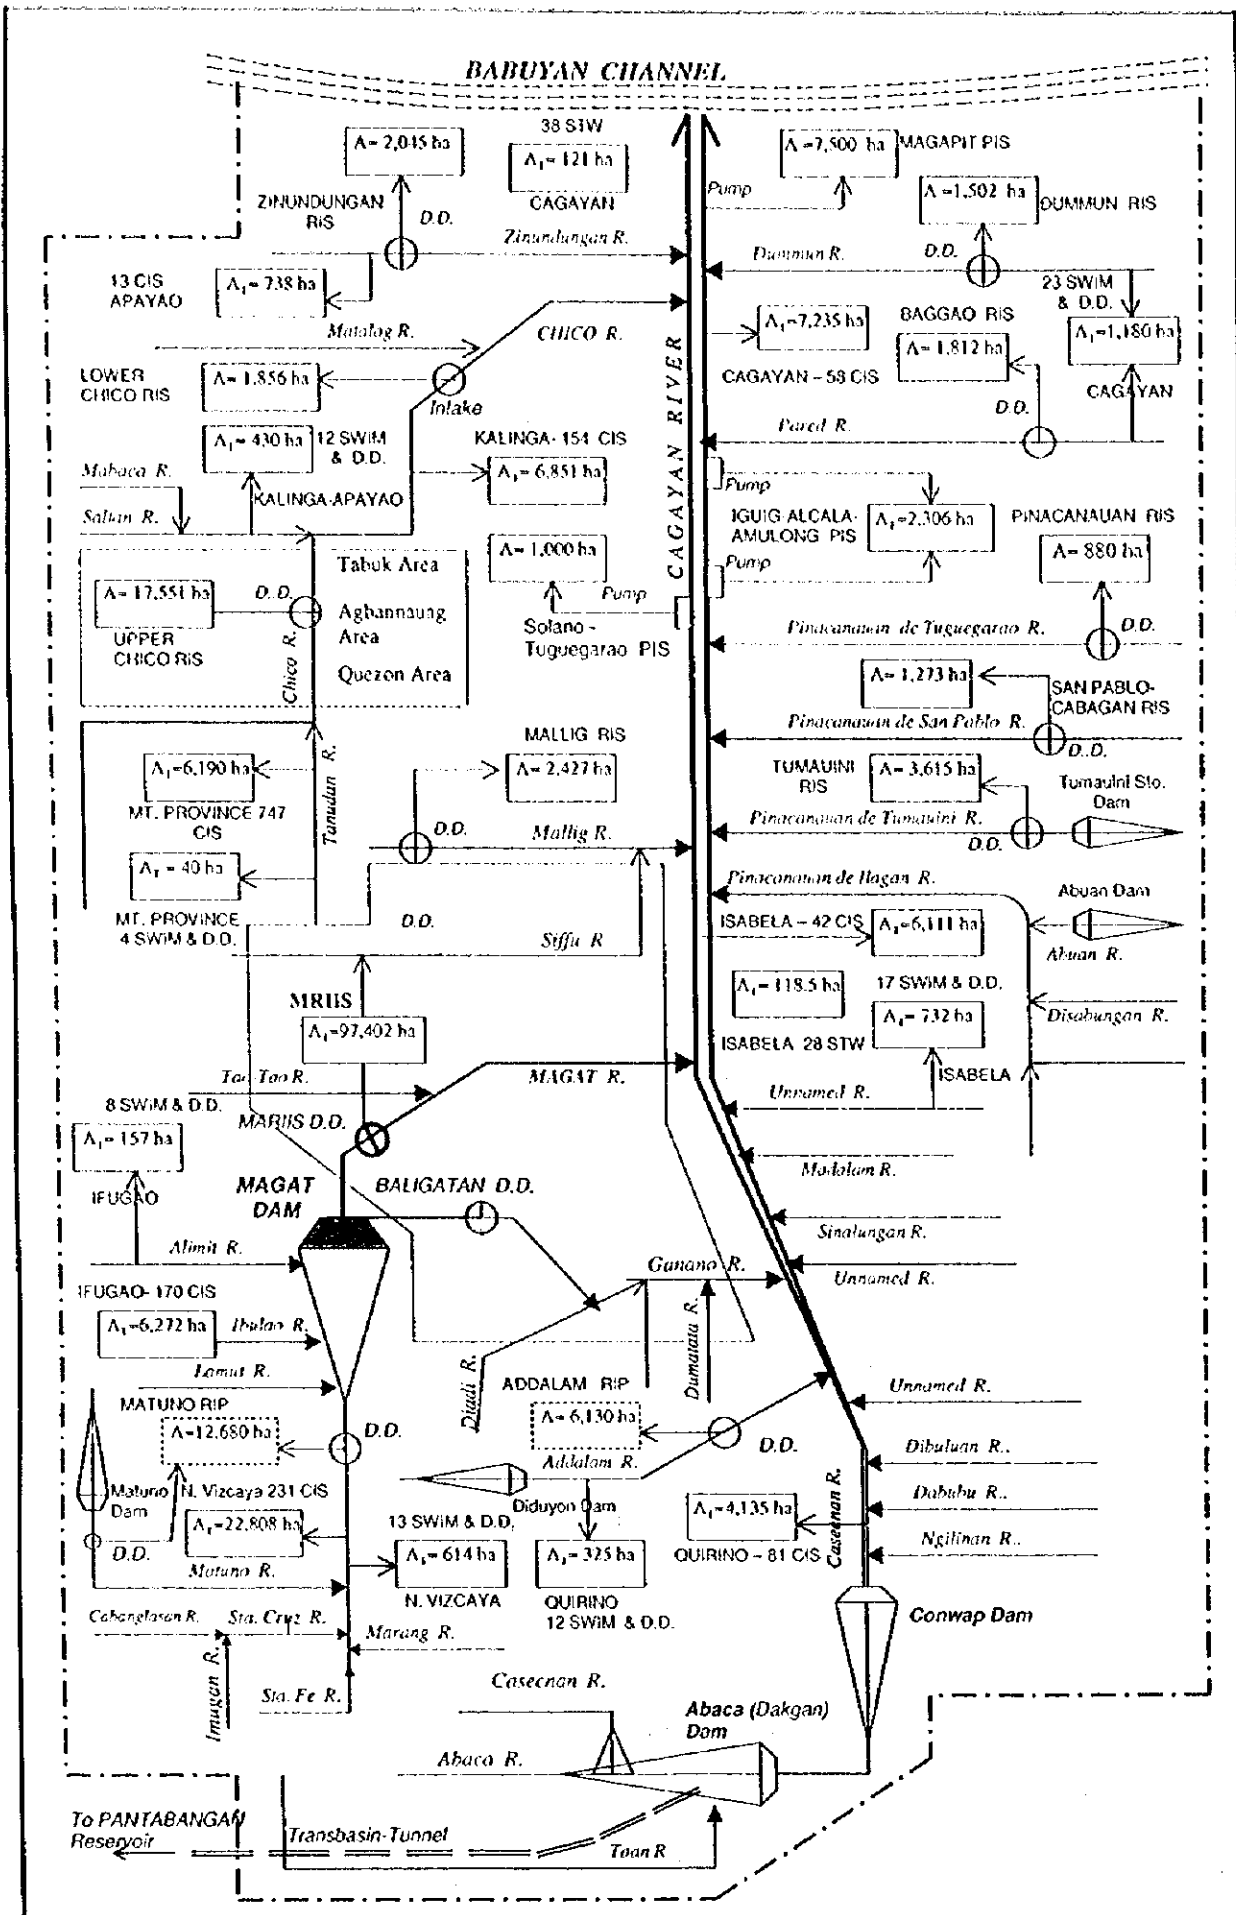 BABUYAN CHANNEL
38 STW
A= 2,045 ha
A₁= 121 ha
CAGAYAN
ZINUNDUNGAN
RIS
D.D.
Zinundungan R.
13 CIS
APAYAO
A₁= 738 ha
Matalag R.
CHICO R.
LOWER
CHICO RIS
A= 1,856 ha
Intake
A₁= 430 ha
12 SWIM
& D.D.
KALINGA- 154 CIS
A₁= 6,851 ha
Mabaca R.
KALINGA-APAYAO
Saltan R.
Tabuk Area
A= 1,000 ha
A= 17,551 ha
D.D.
Agbannaung
Area
Pump
UPPER
CHICO RIS
Chico R.
Quezon Area
Solano -
Tuguegarao PIS
CAGAYAN RIVER
A= 7,500 ha
MAGAPIT PIS
Pump
A= 1,502 ha
DUMMUN RIS
D.D.
Dummun R.
23 SWIM
& D.D.
BAGGAO RIS
A₁=7,235 ha
A= 1,812 ha
A₁=1,180 ha
CAGAYAN – 58 CIS
CAGAYAN
D.D.
Pared R.
Pump
IGUIG-ALCALA-
AMULONG PIS
A₁=2,306 ha
PINACANAUAN RIS
A= 880 ha
Pump
Pinacanauan de Tuguegarao R.
D.D.
A= 1,273 ha
SAN PABLO-
CABAGAN RIS
Pinacanauan de San Pablo R.
D.D.
MALLIG RIS
A₁=6,190 ha
A= 2,427 ha
MT. PROVINCE 747
CIS
Tanudan R.
D.D.
Mallig R.
A₁ = 40 ha
MT. PROVINCE
4 SWIM & D.D.
D.D.
Siffu R
TUMAUINI
RIS
A= 3,615 ha
Tumauini Sto.
Dam
Pinacanauan de Tumauini R.
D.D.
Pinacanauan de Ilagan R.
Abuan Dam
ISABELA – 42 CIS
A₁=6,111 ha
Abuan R.
MRIIS
A₁=97,402 ha
A₁= 118.5 ha
17 SWIM & D.D.
A₁= 732 ha
Disabungan R.
ISABELA 28 STW
ISABELA
Tao Tao R.
MAGAT R.
Unnamed R.
8 SWIM & D.D.
MARIIS D.D.
A₁= 157 ha
IFUGAO
MAGAT
DAM
BALIGATAN D.D.
Madalam R.
Sinalungan R.
Alimit R.
Ganano R.
Unnamed R.
IFUGAO- 170 CIS
A₁=6,272 ha
Ibulao R.
Lamut R.
Diadi R.
Dumatata R.
ADDALAM RIP
Unnamed R.
MATUNO RIP
A=12,680 ha
D.D.
A= 6,130 ha
D.D.
Dibuluan R..
Addalam R.
Matuno
Dam
N. Vizcaya 231 CIS
Diduyon Dam
Dabubu R..
A₁=22,808 ha
13 SWIM & D.D.
A₁=4,135 ha
Casecnan R.
D.D.
A₁= 614 ha
A₁= 325 ha
QUIRINO – 81 CIS
Ngilinan R..
Matuno R.
N. VIZCAYA
QUIRINO
12 SWIM & D.D.
Conwap Dam
Cabanglasan R.
Sta. Cruz R.
Marang R.
Imugan R.
Sta. Fe R.
Casecnan R.
Abaca (Dakgan)
Dam
Abaca R.
To PANTABANGAN
Reservoir
Transbasin-Tunnel
Taan R